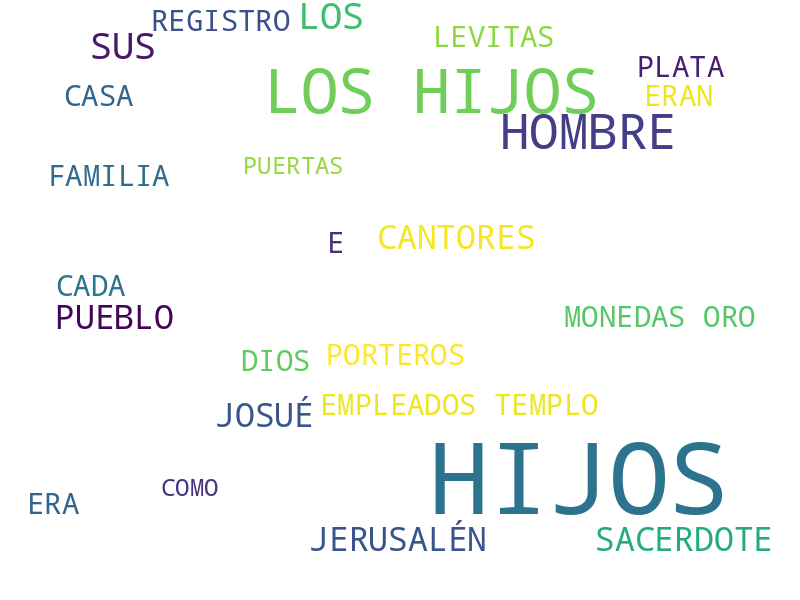 REGISTRO LOS
SUS
LEVITAS
PLATA
LOS HIJOS
CASA
ERAN
HOMBRE
PUERTAS
FAMILIA
E
CANTORES
CADA
PUEBLO
MONEDAS ORO
DIOS
PORTEROS
JOSUÉ
EMPLEADOS TEMPLO
HIJOS
COMO
ERA
JERUSALÉN
SACERDOTE